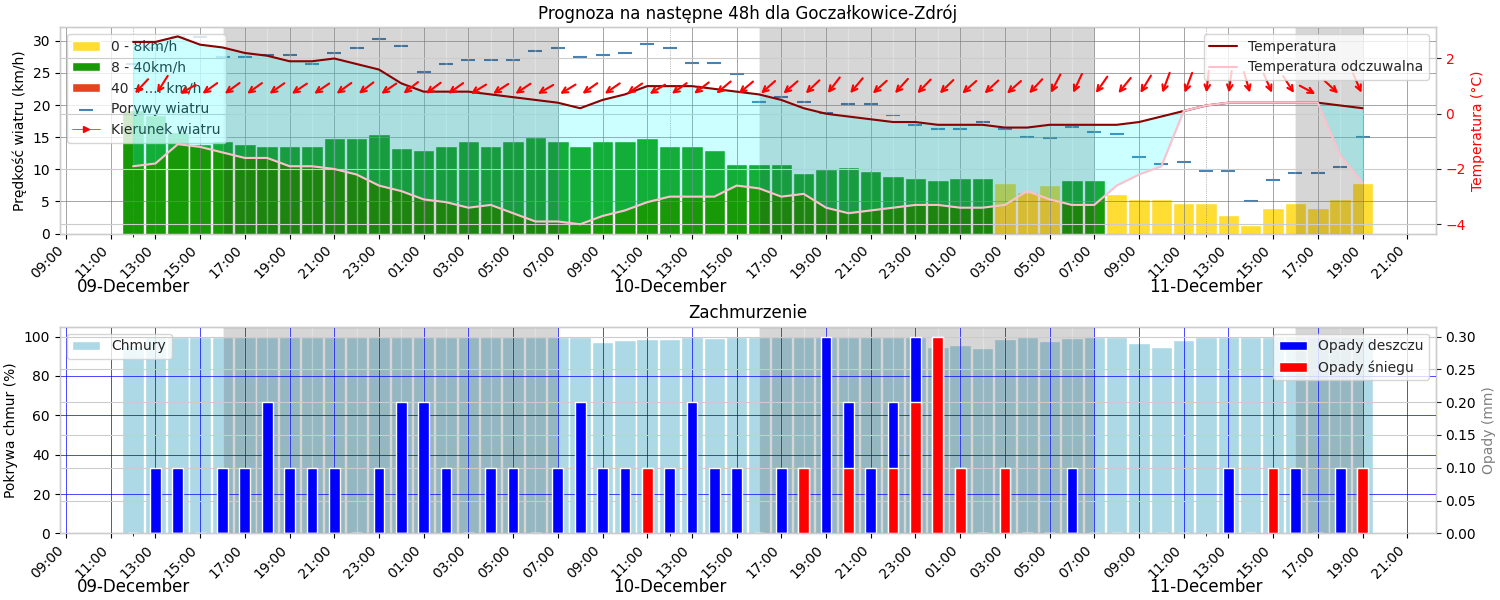 Prognoza na następne 48h dla Goczałkowice-Zdrój
Prędkość wiatru (km/h)
30
25
20
15
10
5
0
0 - 8km/h
8 - 40km/h
Porywy wiatru
Kierunek wiatru
Temperatura
Temperatura odczuwalna
2
0
−2
−4
Temperatura (°C)
09:00 11:00 13:00 15:00 17:00 19:00 21:00 23:00 01:00 03:00 05:00 07:00 09:00 11:00 13:00 15:00 17:00 19:00 21:00 23:00 01:00 03:00 05:00 07:00 09:00 11:00 13:00 15:00 17:00 19:00 21:00
09-December 10-December 11-December
Zachmurzenie
Pokrywa chmur (%)
100
80
60
40
20
0
Chmury
Opady deszczu
Opady śniegu
0.30
0.25
0.20
0.15
0.10
0.05
0.00
Opady (mm)
09:00 11:00 13:00 15:00 17:00 19:00 21:00 23:00 01:00 03:00 05:00 07:00 09:00 11:00 13:00 15:00 17:00 19:00 21:00 23:00 01:00 03:00 05:00 07:00 09:00 11:00 13:00 15:00 17:00 19:00 21:00
09-December 10-December 11-December